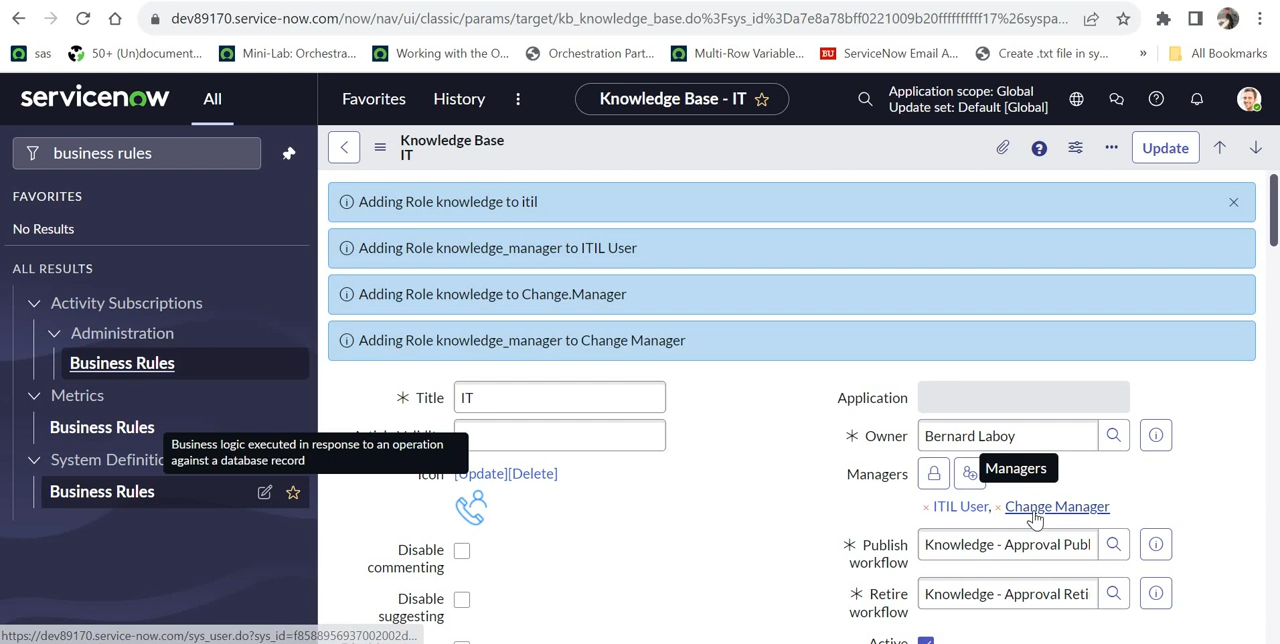 dev89170.service-now.com/now/nav/ui/classic/params/target/kb_knowledge_base.do%3Fsys_id%3Da7e8a78bff0221009b20ffffffffff17%26syspa...
sas
50+ (Un)document...
Mini-Lab: Orchestra...
Working with the O...
Orchestration Part...
Multi-Row Variable...
BU ServiceNow Email A...
Create .txt file in sy...
»
All Bookmarks
servicenow
All
Favorites
History
Knowledge Base - IT
Application scope: Global
Update set: Default [Global]
business rules
FAVORITES
No Results
ALL RESULTS
Activity Subscriptions
Administration
Business Rules
Metrics
Business Rules
Business logic executed in response to an operation
against a database record
System Definitio
Business Rules
https://dev89170.service-now.com/sys_user.do?sys_id=f8588956937002002d...
Knowledge Base
IT
Update
Adding Role knowledge to itil
Adding Role knowledge_manager to ITIL User
Adding Role knowledge to Change.Manager
Adding Role knowledge_manager to Change Manager
Title
IT
Icon
[Update][Delete]
Disable
commenting
Disable
suggesting
Application
Owner
Bernard Laboy
Managers
Managers
× ITIL User, × Change Manager
Publish
workflow
Knowledge - Approval Publ
Retire
workflow
Knowledge - Approval Reti
Active